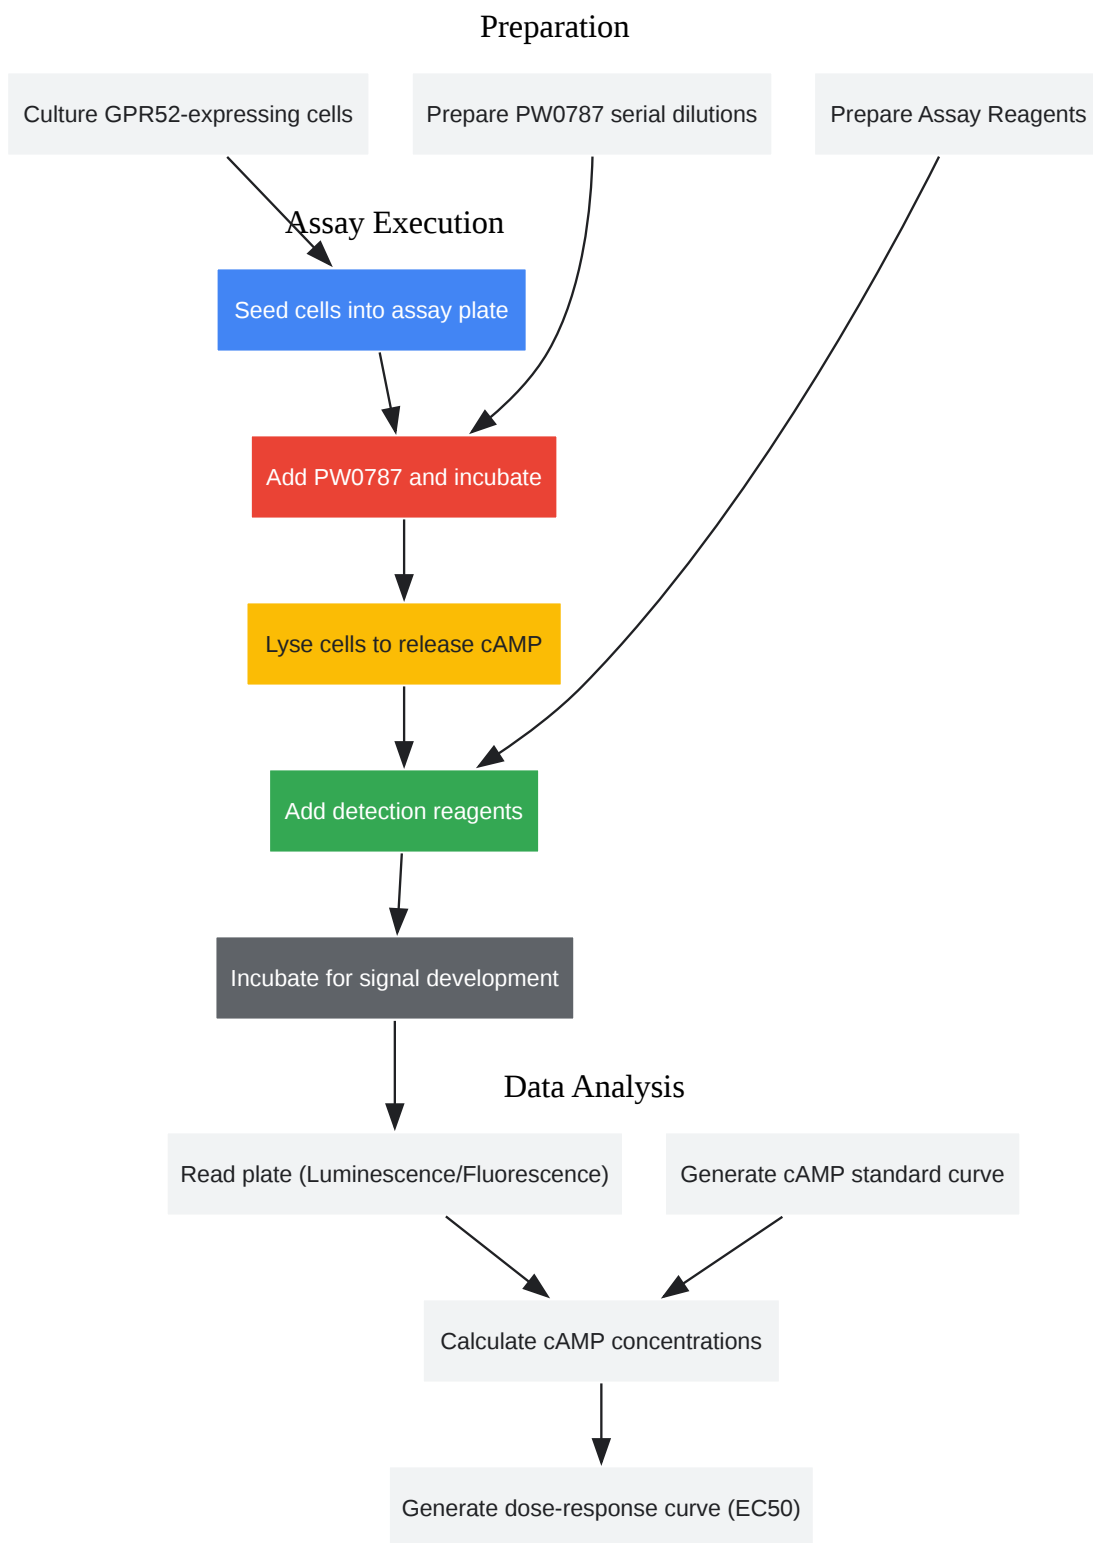 Preparation
Culture GPR52-expressing cells
Prepare PW0787 serial dilutions
Prepare Assay Reagents
Assay Execution
Seed cells into assay plate
Add PW0787 and incubate
Lyse cells to release cAMP
Add detection reagents
Incubate for signal development
Data Analysis
Read plate (Luminescence/Fluorescence)
Generate cAMP standard curve
Calculate cAMP concentrations
Generate dose-response curve (EC50)